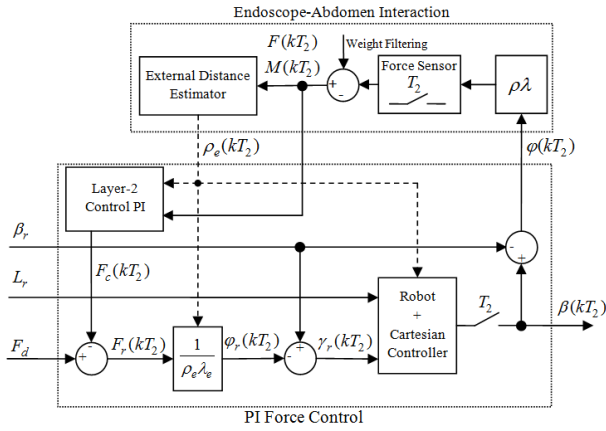 Endoscope-Abdomen Interaction
F(kT₂)
Weight Filtering
M(kT₂)
External Distance
Estimator
+
-
Force Sensor
T₂
ρλ
ρₑ(kT₂)
φ(kT₂)
Layer-2
Control PI
βᵣ
-
+
F_c(kT₂)
Lᵣ
Robot
+
Cartesian
Controller
T₂
β(kT₂)
F_d
+
Fᵣ(kT₂)
1
ρₑλₑ
φᵣ(kT₂)
+
-
γᵣ(kT₂)
PI Force Control